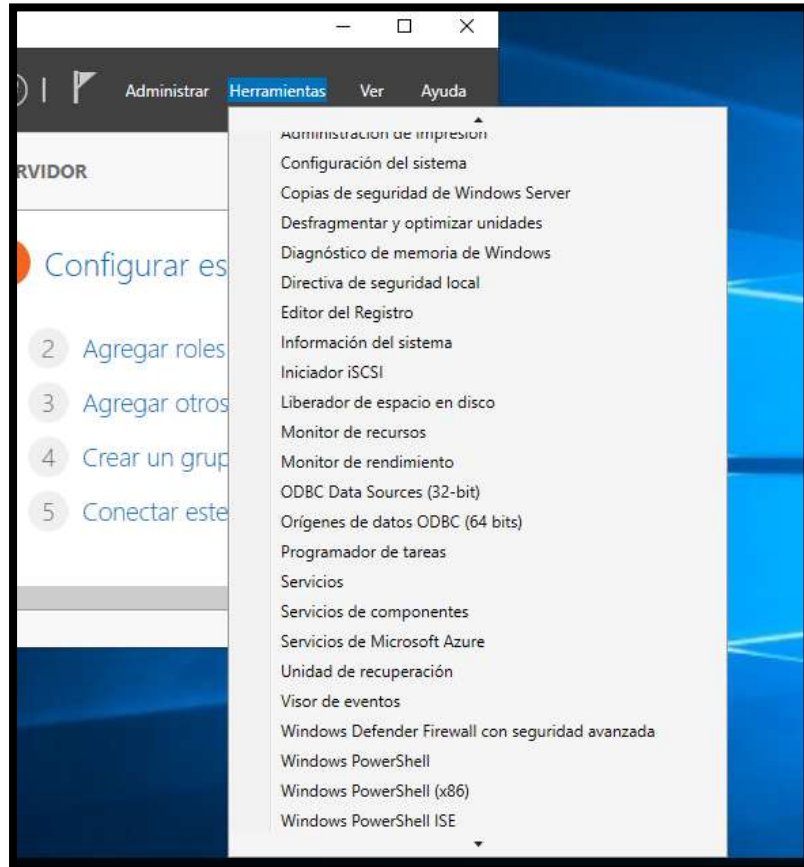 Administrar Herramientas Ver Ayuda
Administración de impresión
RVIDOR
Configuración del sistema
Copias de seguridad de Windows Server
Desfragmentar y optimizar unidades
Configurar es
Diagnóstico de memoria de Windows
Directiva de seguridad local
Editor del Registro
2 Agregar roles
Información del sistema
Iniciador iSCSI
3 Agregar otros
Liberador de espacio en disco
Monitor de recursos
4 Crear un grup
Monitor de rendimiento
ODBC Data Sources (32-bit)
5 Conectar este
Orígenes de datos ODBC (64 bits)
Programador de tareas
Servicios
Servicios de componentes
Servicios de Microsoft Azure
Unidad de recuperación
Visor de eventos
Windows Defender Firewall con seguridad avanzada
Windows PowerShell
Windows PowerShell (x86)
Windows PowerShell ISE